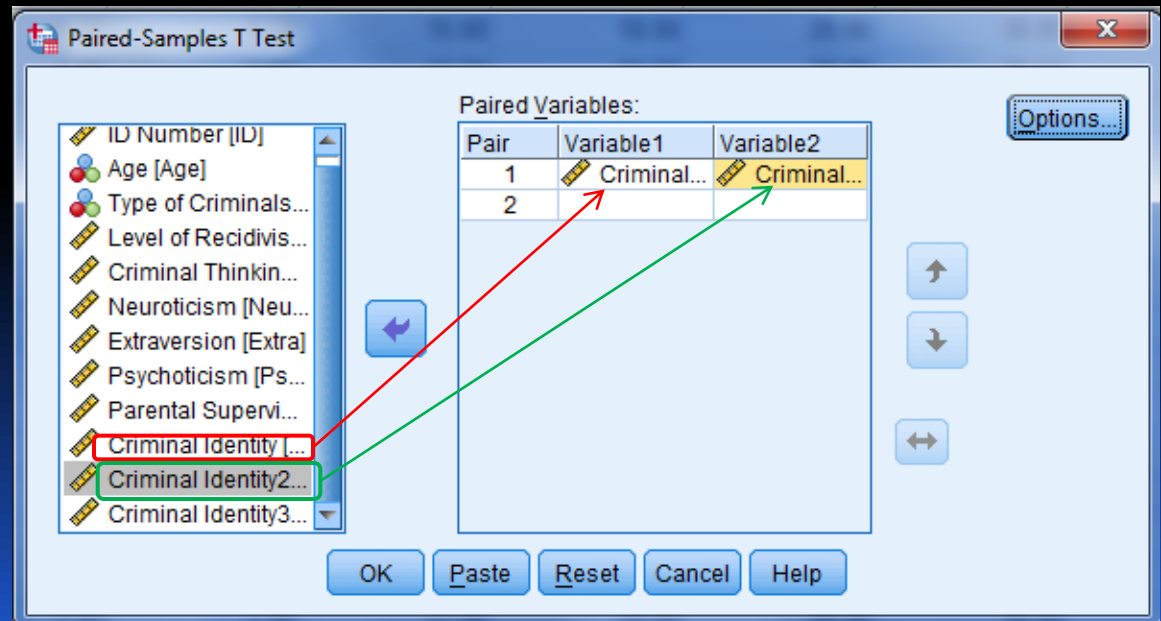 Paired-Samples T Test
Paired Variables:
Options...
ID Number [ID]
Age [Age]
Type of Criminals...
Level of Recidivis...
Criminal Thinkin...
Neuroticism [Neu...
Extraversion [Extra]
Psychoticism [Ps...
Parental Supervi...
Criminal Identity [...
Criminal Identity2...
Criminal Identity3...
Pair Variable1 Variable2
1 Criminal... Criminal...
2
OK Paste Reset Cancel Help